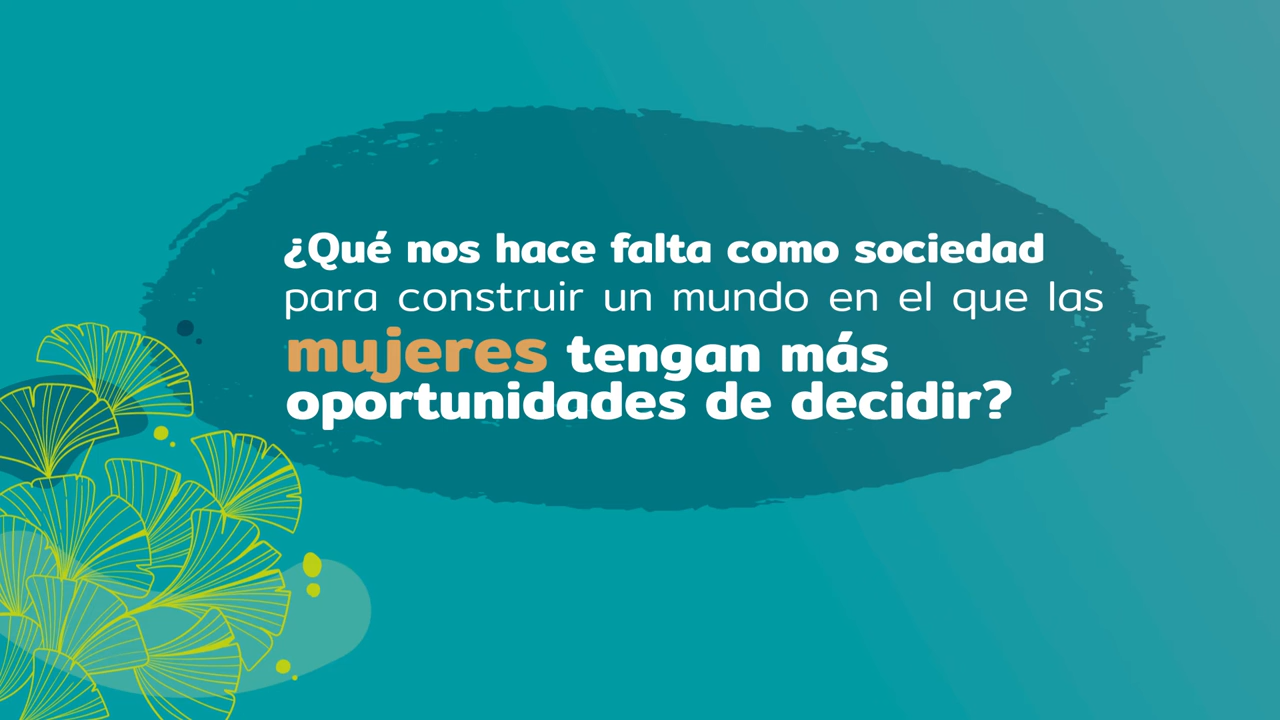 ¿Qué nos hace falta como sociedad
para construir un mundo en el que las
mujeres tengan más
oportunidades de decidir?